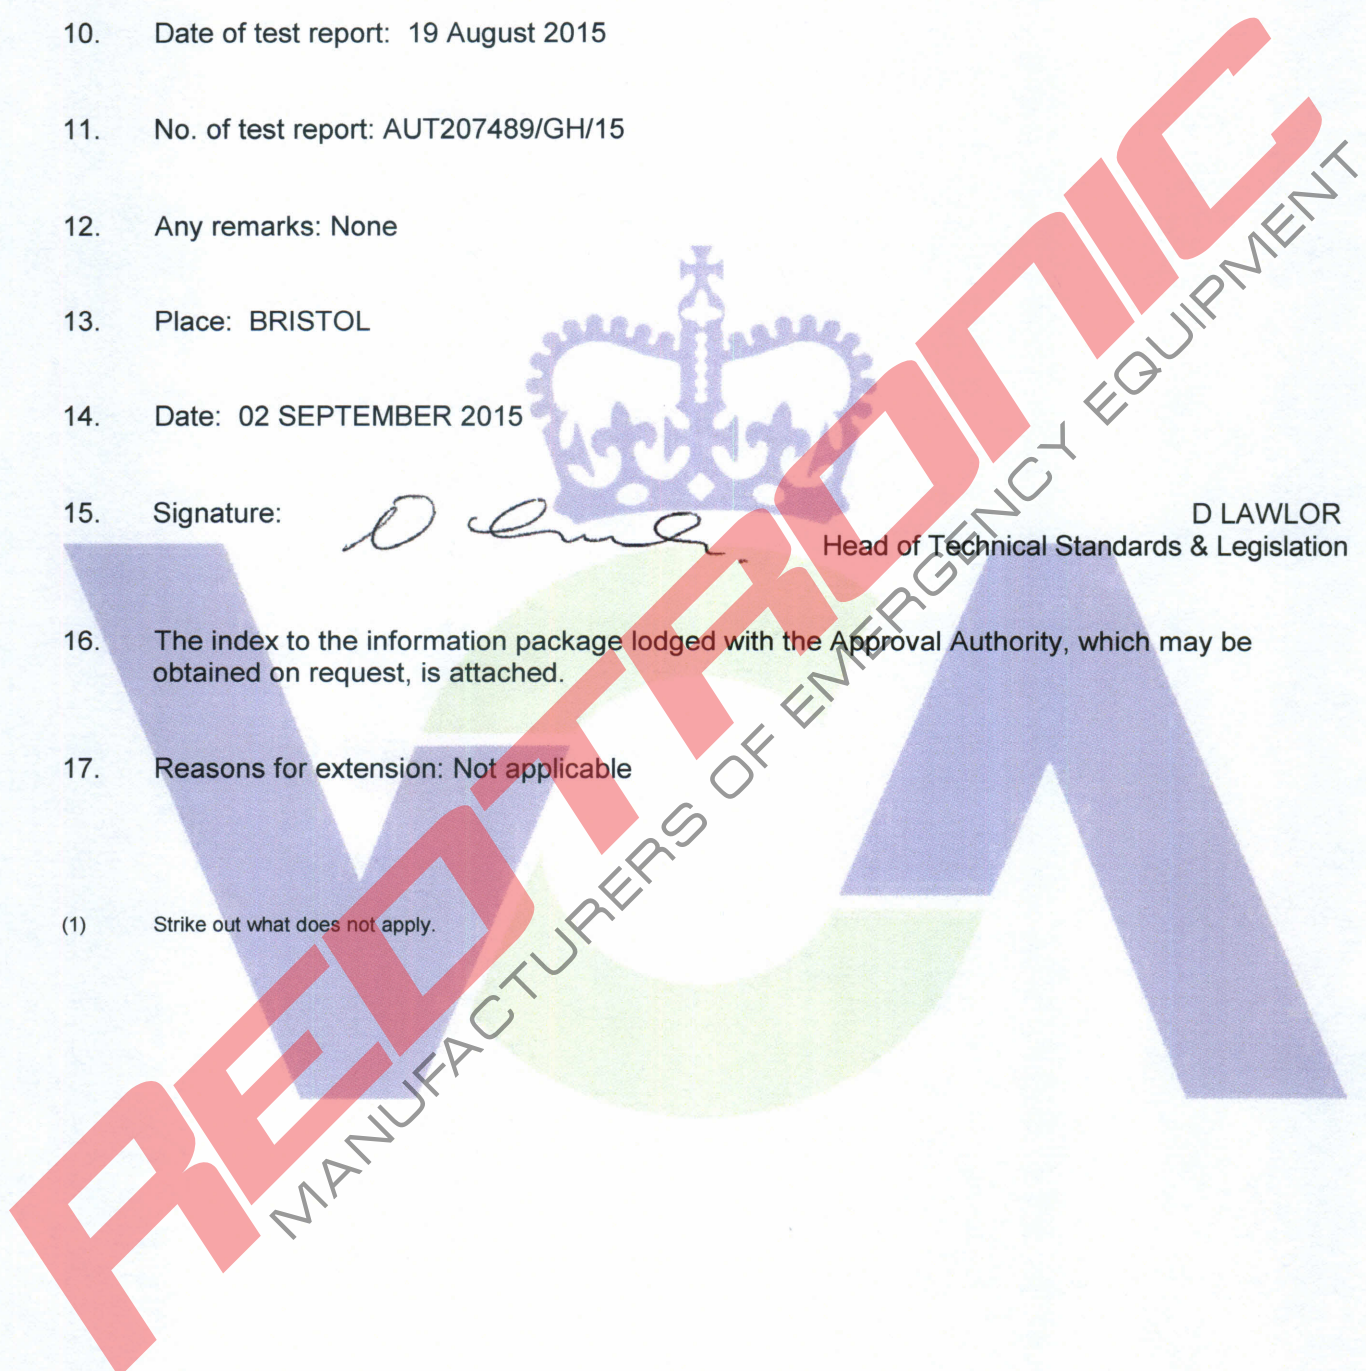 10. Date of test report: 19 August 2015
11. No. of test report: AUT207489/GH/15
12. Any remarks: None
13. Place: BRISTOL
14. Date: 02 SEPTEMBER 2015
15. Signature:
D LAWLOR
Head of Technical Standards & Legislation
16. The index to the information package lodged with the Approval Authority, which may be
obtained on request, is attached.
17. Reasons for extension: Not applicable
(1) Strike out what does not apply.
VCA
REDTRONIC
MANUFACTURERS OF EMERGENCY EQUIPMENT